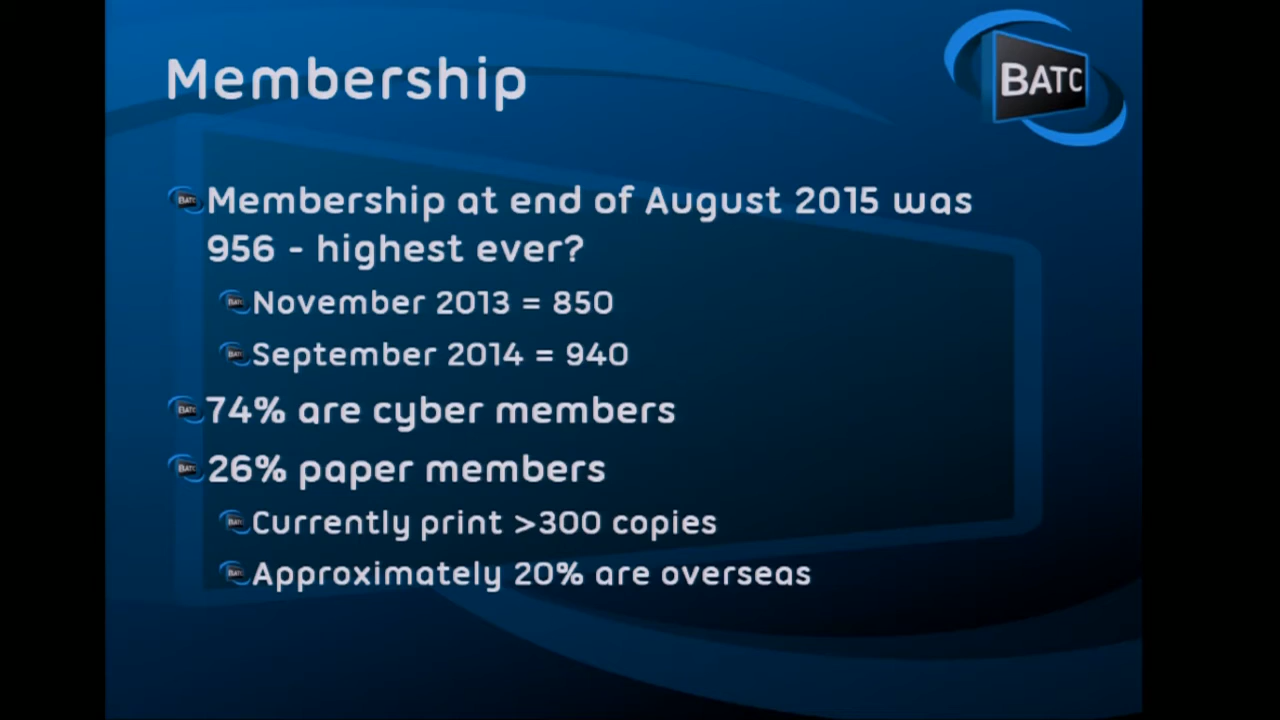 Membership
BATC
Membership at end of August 2015 was
956 - highest ever?
November 2013 = 850
September 2014 = 940
74% are cyber members
26% paper members
Currently print >300 copies
Approximately 20% are overseas